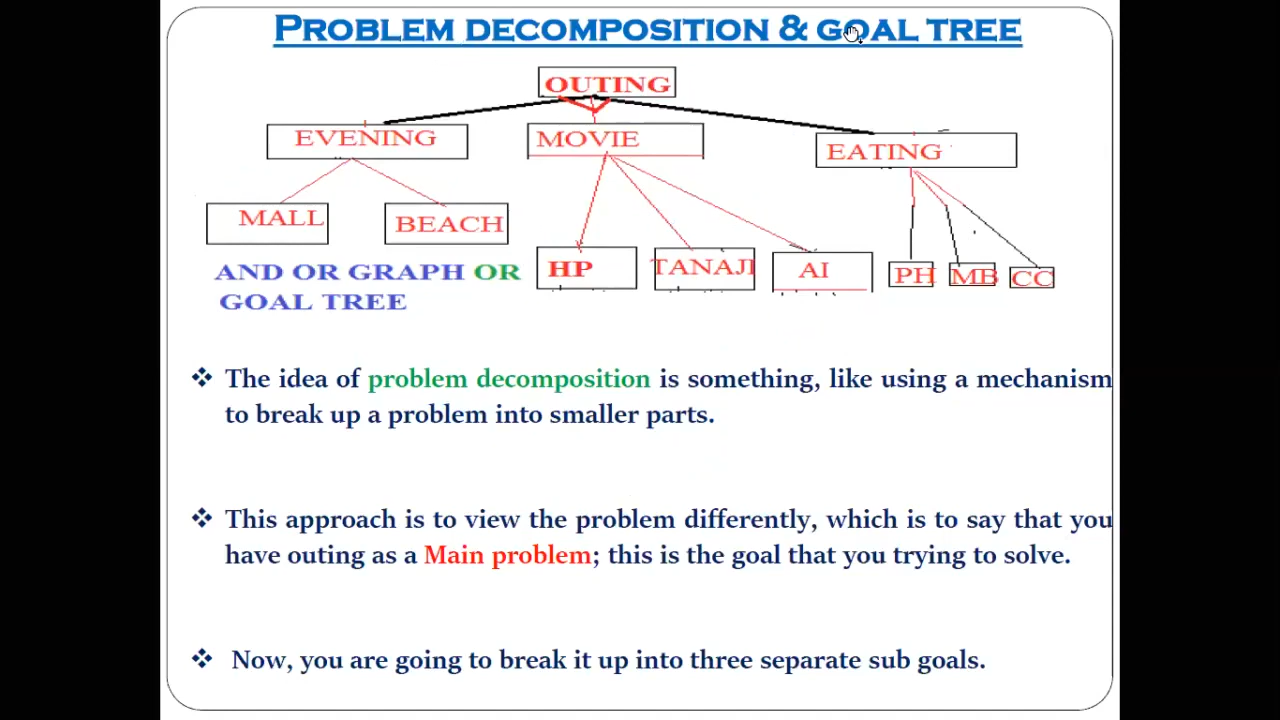 PROBLEM DECOMPOSITION & GOAL TREE
OUTING
EVENING MOVIE EATING
MALL BEACH
HP TANAJI AI PH MB CC
AND OR GRAPH OR
GOAL TREE
The idea of problem decomposition is something, like using a mechanism
to break up a problem into smaller parts.
This approach is to view the problem differently, which is to say that you
have outing as a Main problem; this is the goal that you trying to solve.
Now, you are going to break it up into three separate sub goals.